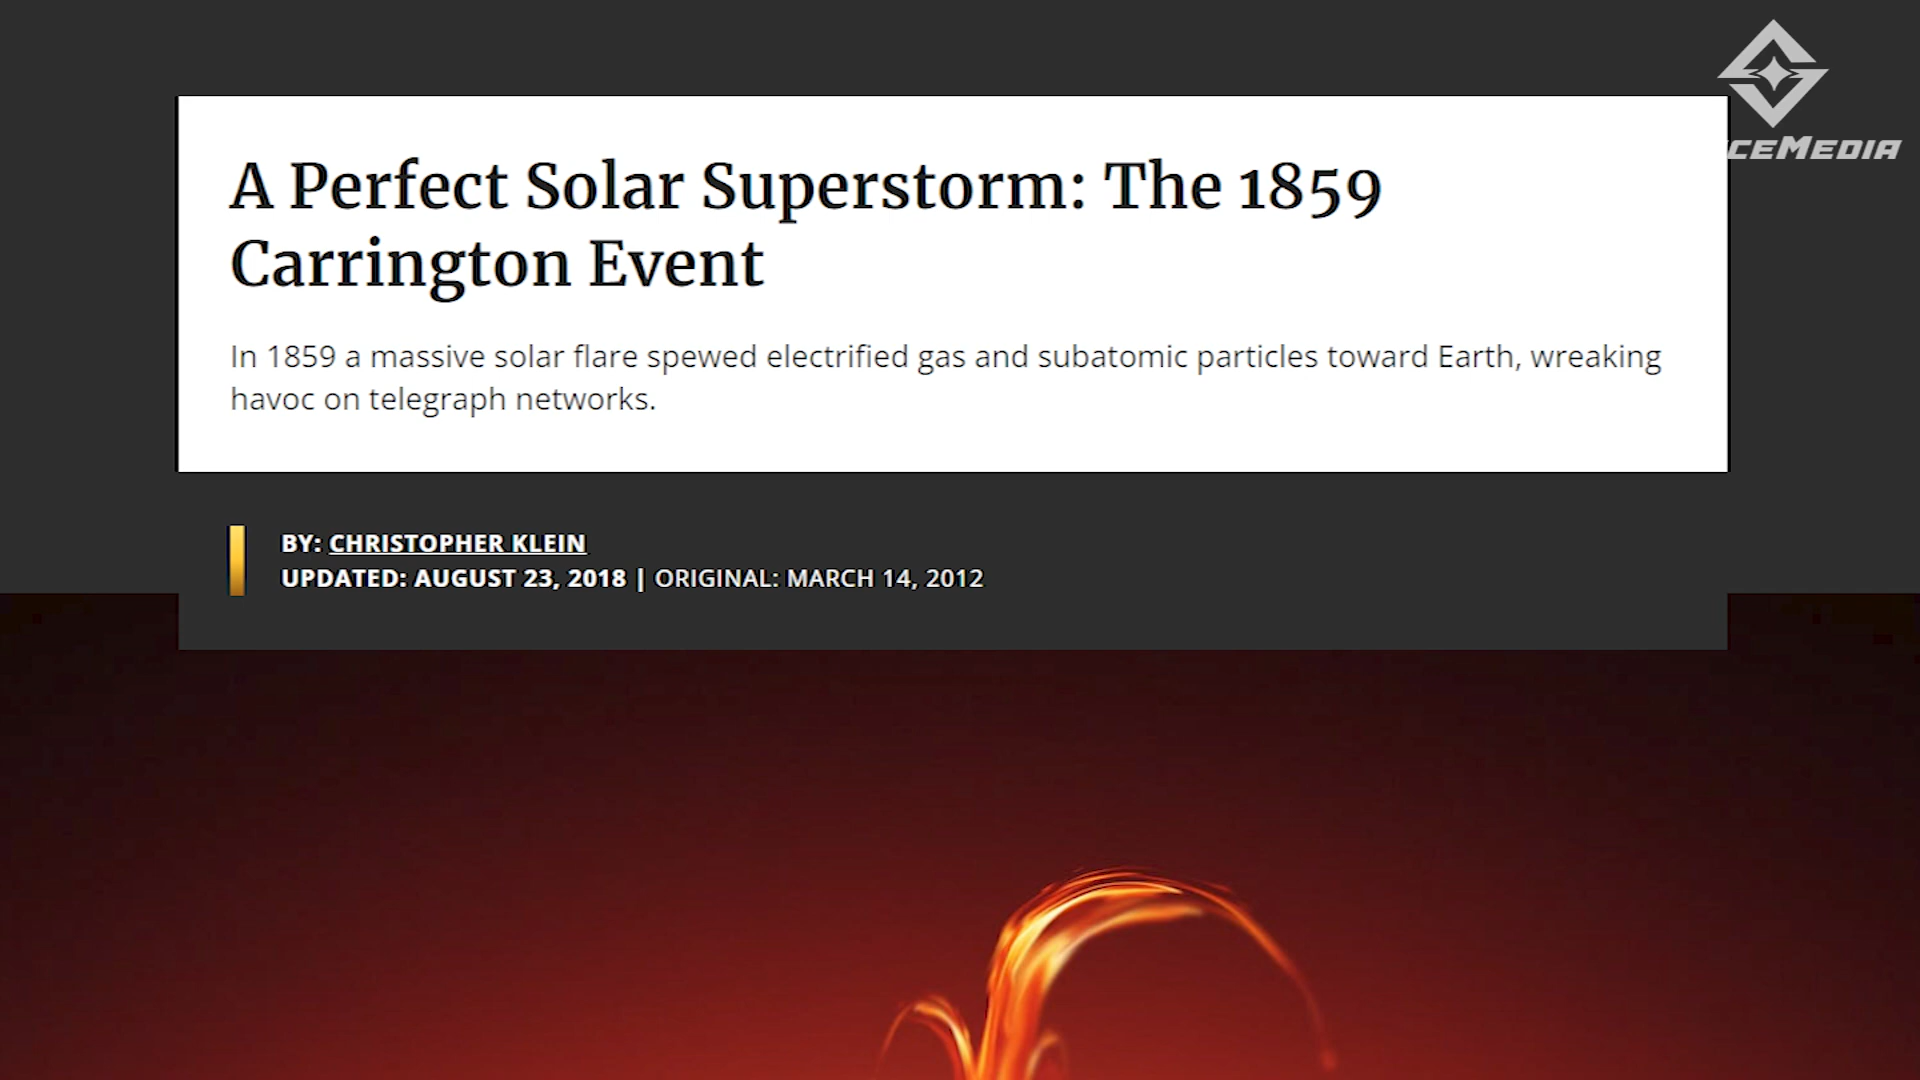 A Perfect Solar Superstorm: The 1859
Carrington Event
In 1859 a massive solar flare spewed electrified gas and subatomic particles toward Earth, wreaking
havoc on telegraph networks.
BY: CHRISTOPHER KLEIN
UPDATED: AUGUST 23, 2018 | ORIGINAL: MARCH 14, 2012